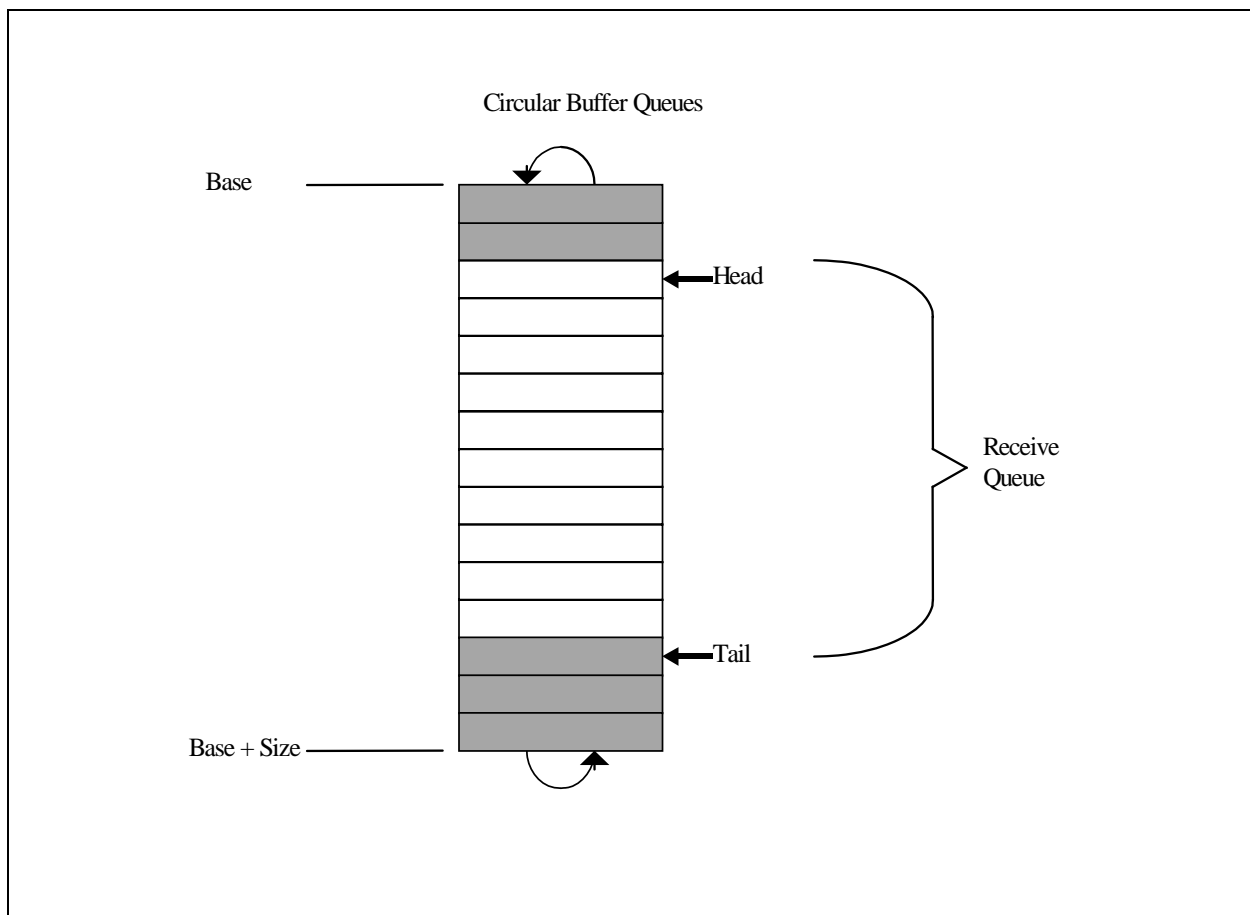 Circular Buffer Queues
Base
Head
Receive
Queue
Tail
Base + Size